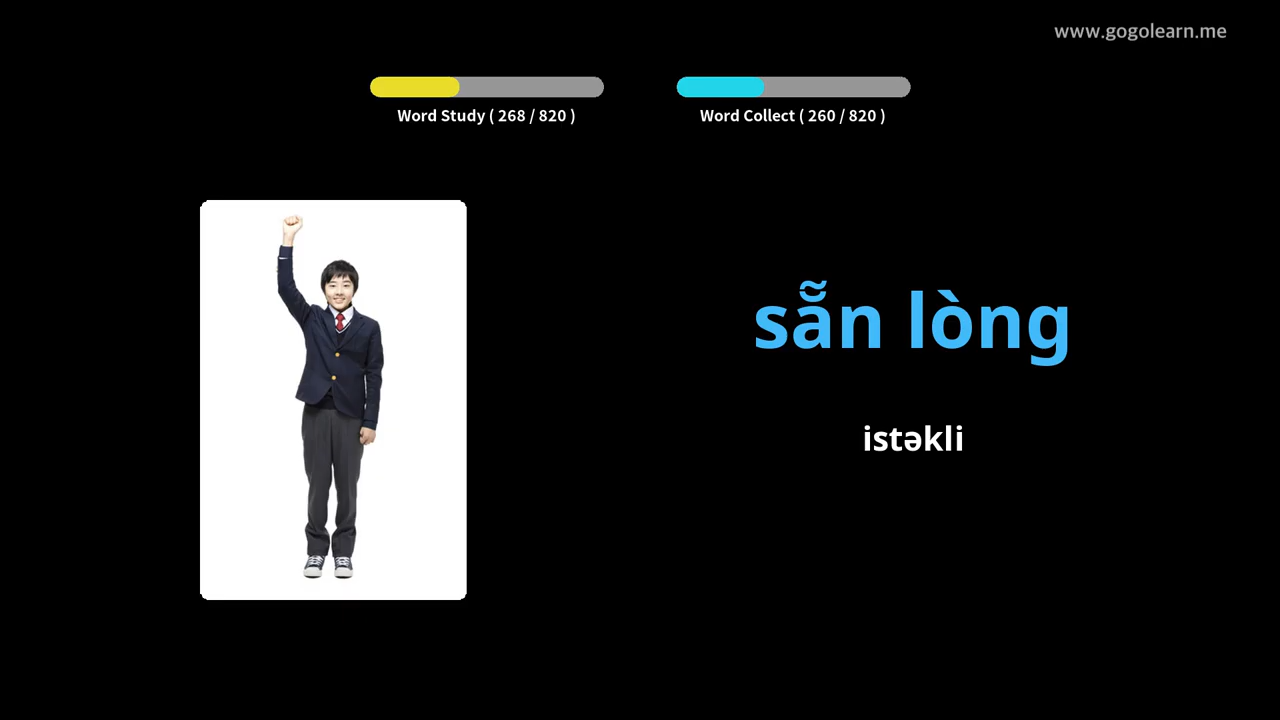 www.gogolearn.me
Word Study ( 268 / 820 )
Word Collect ( 260 / 820 )
sẵn lòng
istəkli